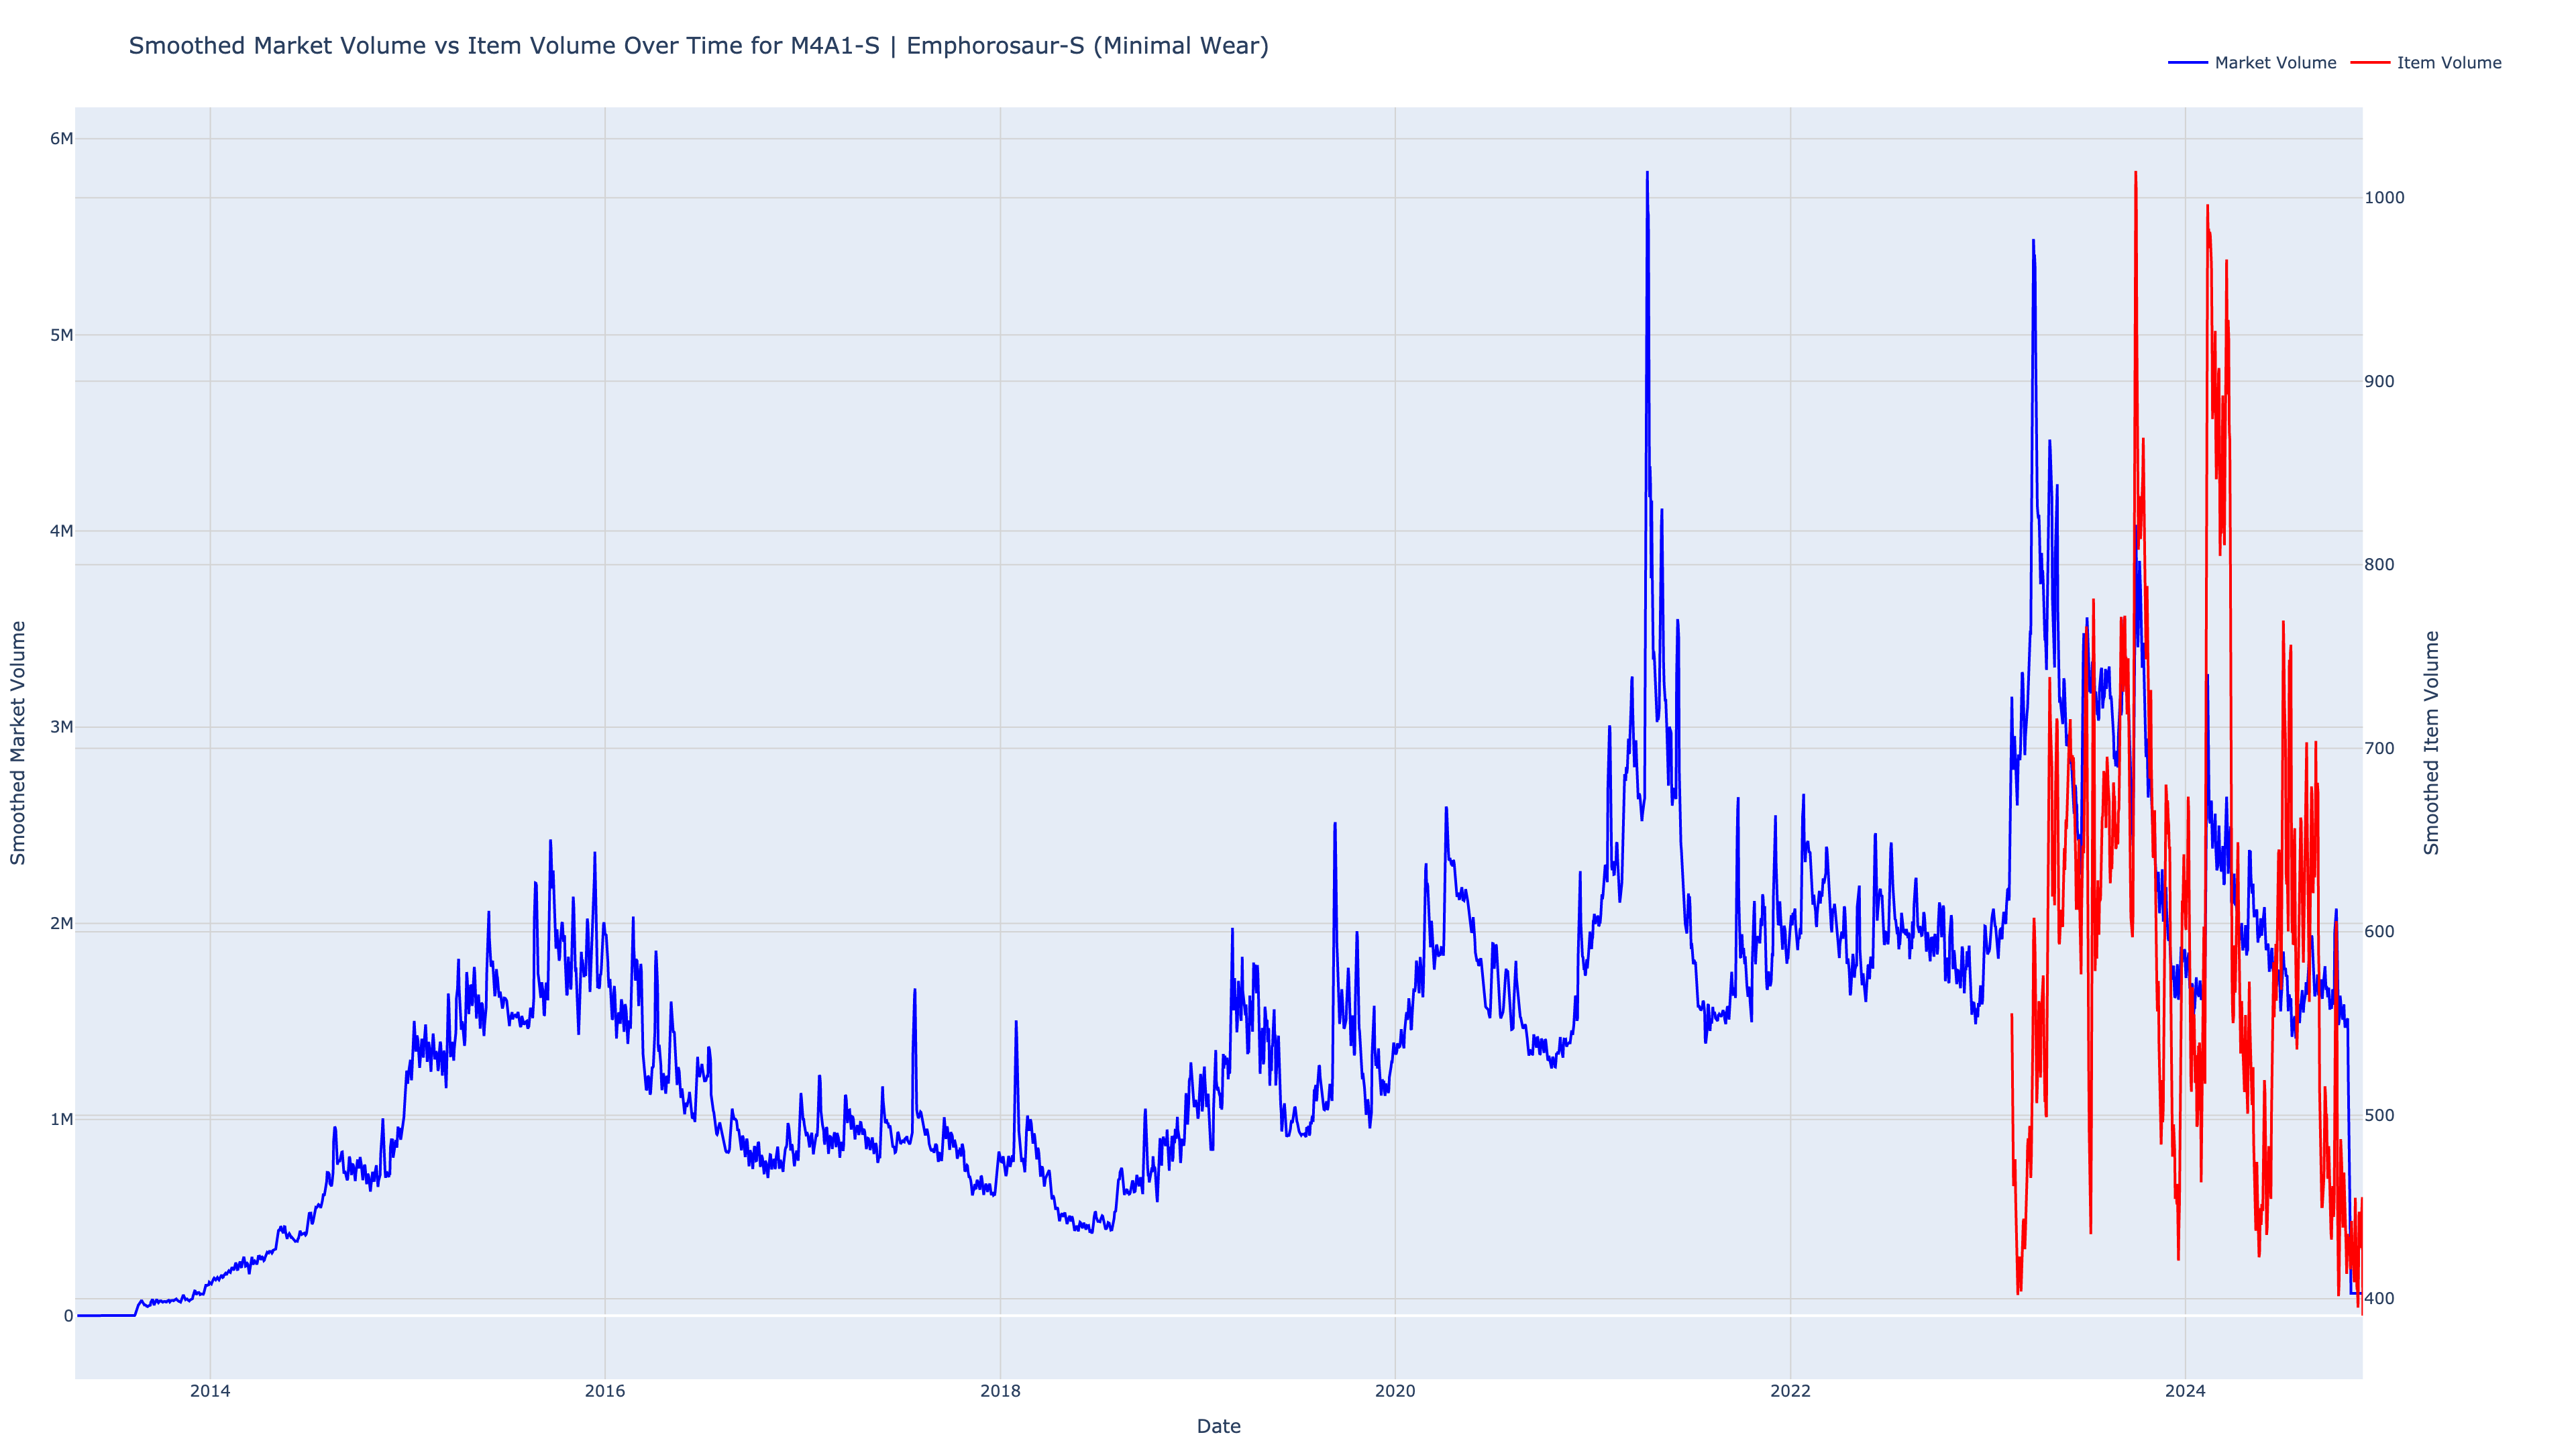 Smoothed Market Volume vs Item Volume Over Time for M4A1-S | Emphorosaur-S (Minimal Wear)
Market Volume
Item Volume
6M
5M
4M
3M
2M
1M
0
Smoothed Market Volume
1000
900
800
700
600
500
400
Smoothed Item Volume
2014
2016
2018
2020
2022
2024
Date